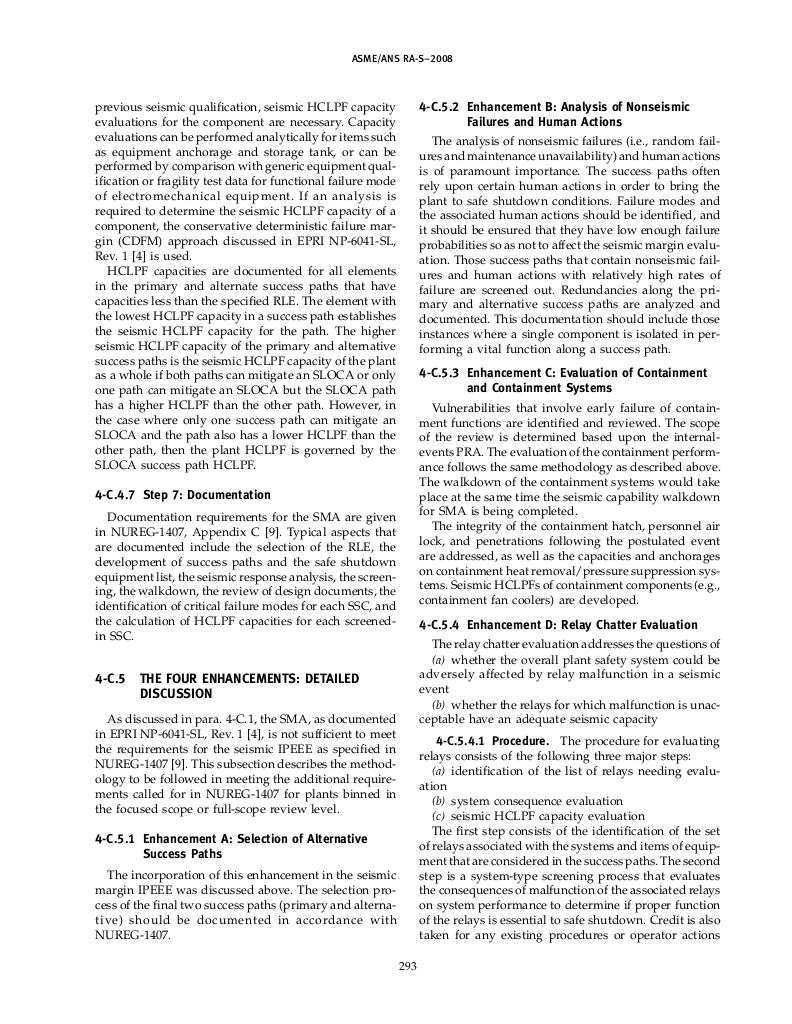 ASME/ANS RA-S–2008
previous seismic qualification, seismic HCLPF capacity
evaluations for the component are necessary. Capacity
evaluations can be performed analytically for items such
as equipment anchorage and storage tank, or can be
performed by comparison with generic equipment qual-
ification or fragility test data for functional failure mode
of electromechanical equipment. If an analysis is
required to determine the seismic HCLPF capacity of a
component, the conservative deterministic failure mar-
gin (CDFM) approach discussed in EPRI NP-6041-SL,
Rev. 1 [4] is used.
HCLPF capacities are documented for all elements
in the primary and alternate success paths that have
capacities less than the specified RLE. The element with
the lowest HCLPF capacity in a success path establishes
the seismic HCLPF capacity for the path. The higher
seismic HCLPF capacity of the primary and alternative
success paths is the seismic HCLPF capacity of the plant
as a whole if both paths can mitigate an SLOCA or only
one path can mitigate an SLOCA but the SLOCA path
has a higher HCLPF than the other path. However, in
the case where only one success path can mitigate an
SLOCA and the path also has a lower HCLPF than the
other path, then the plant HCLPF is governed by the
SLOCA success path HCLPF.
4-C.4.7 Step 7: Documentation
Documentation requirements for the SMA are given
in NUREG-1407, Appendix C [9]. Typical aspects that
are documented include the selection of the RLE, the
development of success paths and the safe shutdown
equipment list, the seismic response analysis, the screen-
ing, the walkdown, the review of design documents, the
identification of critical failure modes for each SSC, and
the calculation of HCLPF capacities for each screened-
in SSC.
4-C.5 THE FOUR ENHANCEMENTS: DETAILED
DISCUSSION
As discussed in para. 4-C.1, the SMA, as documented
in EPRI NP-6041-SL, Rev. 1 [4], is not sufficient to meet
the requirements for the seismic IPEEE as specified in
NUREG-1407 [9]. This subsection describes the method-
ology to be followed in meeting the additional require-
ments called for in NUREG-1407 for plants binned in
the focused scope or full-scope review level.
4-C.5.1 Enhancement A: Selection of Alternative
Success Paths
The incorporation of this enhancement in the seismic
margin IPEEE was discussed above. The selection pro-
cess of the final two success paths (primary and alterna-
tive) should be documented in accordance with
NUREG-1407.
4-C.5.2 Enhancement B: Analysis of Nonseismic
Failures and Human Actions
The analysis of nonseismic failures (i.e., random fail-
ures and maintenance unavailability) and human actions
is of paramount importance. The success paths often
rely upon certain human actions in order to bring the
plant to safe shutdown conditions. Failure modes and
the associated human actions should be identified, and
it should be ensured that they have low enough failure
probabilities so as not to affect the seismic margin evalu-
ation. Those success paths that contain nonseismic fail-
ures and human actions with relatively high rates of
failure are screened out. Redundancies along the pri-
mary and alternative success paths are analyzed and
documented. This documentation should include those
instances where a single component is isolated in per-
forming a vital function along a success path.
4-C.5.3 Enhancement C: Evaluation of Containment
and Containment Systems
Vulnerabilities that involve early failure of contain-
ment functions are identified and reviewed. The scope
of the review is determined based upon the internal-
events PRA. The evaluation of the containment perform-
ance follows the same methodology as described above.
The walkdown of the containment systems would take
place at the same time the seismic capability walkdown
for SMA is being completed.
The integrity of the containment hatch, personnel air
lock, and penetrations following the postulated event
are addressed, as well as the capacities and anchorages
on containment heat removal/pressure suppression sys-
tems. Seismic HCLPFs of containment components (e.g.,
containment fan coolers) are developed.
4-C.5.4 Enhancement D: Relay Chatter Evaluation
The relay chatter evaluation addresses the questions of
(a) whether the overall plant safety system could be
adversely affected by relay malfunction in a seismic
event
(b) whether the relays for which malfunction is unac-
ceptable have an adequate seismic capacity
4-C.5.4.1 Procedure. The procedure for evaluating
relays consists of the following three major steps:
(a) identification of the list of relays needing evalu-
ation
(b) system consequence evaluation
(c) seismic HCLPF capacity evaluation
The first step consists of the identification of the set
of relays associated with the systems and items of equip-
ment that are considered in the success paths. The second
step is a system-type screening process that evaluates
the consequences of malfunction of the associated relays
on system performance to determine if proper function
of the relays is essential to safe shutdown. Credit is also
taken for any existing procedures or operator actions
293